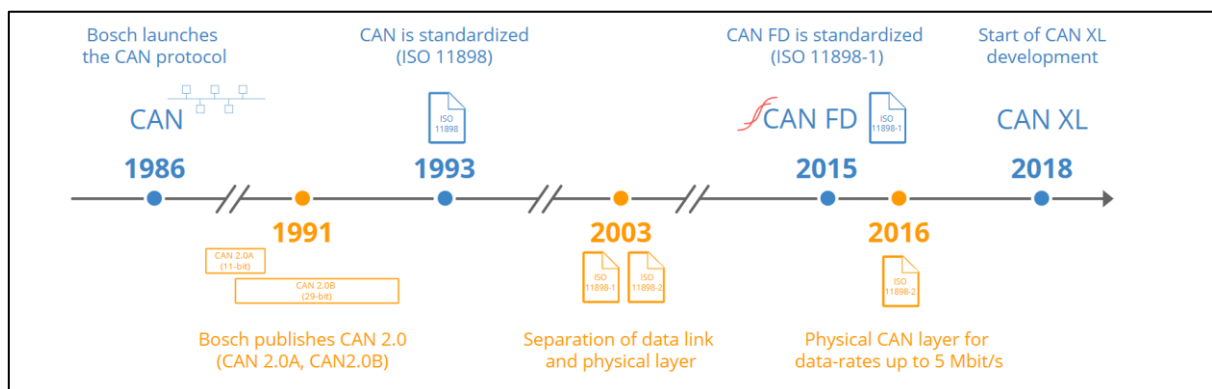 Bosch launches
the CAN protocol
CAN is standardized
(ISO 11898)
CAN FD is standardized
(ISO 11898-1)
Start of CAN XL
development
CAN
ISO
11898
CAN FD
ISO
11898-1
CAN XL
1986
1993
2015
2018
1991
2003
2016
CAN 2.0A
(11-bit)
CAN 2.0B
(29-bit)
ISO
11898-1
ISO
11898-2
ISO
11898-2
Bosch publishes CAN 2.0
(CAN 2.0A, CAN2.0B)
Separation of data link
and physical layer
Physical CAN layer for
data-rates up to 5 Mbit/s